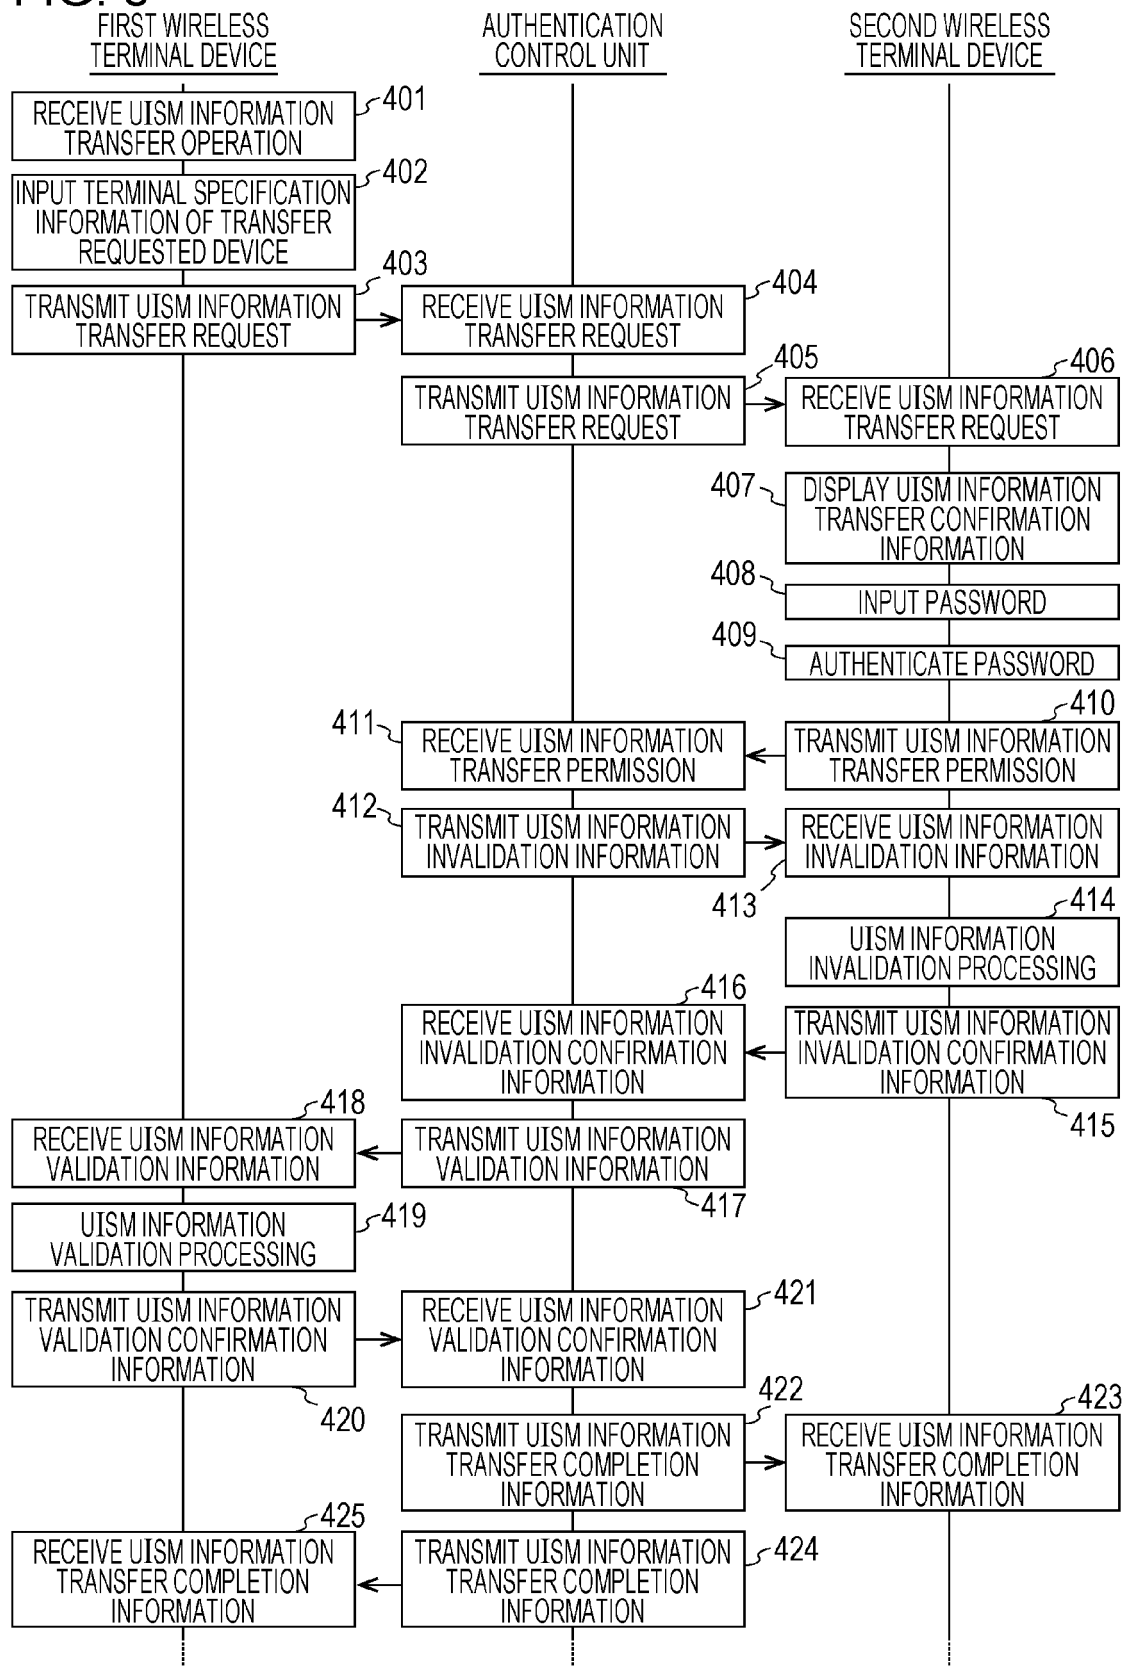 FIRST WIRELESS
TERMINAL DEVICE
AUTHENTICATION
CONTROL UNIT
SECOND WIRELESS
TERMINAL DEVICE
401
RECEIVE UISM INFORMATION
TRANSFER OPERATION
402
INPUT TERMINAL SPECIFICATION
INFORMATION OF TRANSFER
REQUESTED DEVICE
403
TRANSMIT UISM INFORMATION
TRANSFER REQUEST
404
RECEIVE UISM INFORMATION
TRANSFER REQUEST
405
TRANSMIT UISM INFORMATION
TRANSFER REQUEST
406
RECEIVE UISM INFORMATION
TRANSFER REQUEST
407
DISPLAY UISM INFORMATION
TRANSFER CONFIRMATION
INFORMATION
408
INPUT PASSWORD
409
AUTHENTICATE PASSWORD
410
TRANSMIT UISM INFORMATION
TRANSFER PERMISSION
411
RECEIVE UISM INFORMATION
TRANSFER PERMISSION
412
TRANSMIT UISM INFORMATION
INVALIDATION INFORMATION
RECEIVE UISM INFORMATION
INVALIDATION INFORMATION
413
414
UISM INFORMATION
INVALIDATION PROCESSING
TRANSMIT UISM INFORMATION
INVALIDATION CONFIRMATION
INFORMATION
415
416
RECEIVE UISM INFORMATION
INVALIDATION CONFIRMATION
INFORMATION
TRANSMIT UISM INFORMATION
VALIDATION INFORMATION
417
418
RECEIVE UISM INFORMATION
VALIDATION INFORMATION
419
UISM INFORMATION
VALIDATION PROCESSING
TRANSMIT UISM INFORMATION
VALIDATION CONFIRMATION
INFORMATION
420
421
RECEIVE UISM INFORMATION
VALIDATION CONFIRMATION
INFORMATION
422
TRANSMIT UISM INFORMATION
TRANSFER COMPLETION
INFORMATION
423
RECEIVE UISM INFORMATION
TRANSFER COMPLETION
INFORMATION
424
TRANSMIT UISM INFORMATION
TRANSFER COMPLETION
INFORMATION
425
RECEIVE UISM INFORMATION
TRANSFER COMPLETION
INFORMATION